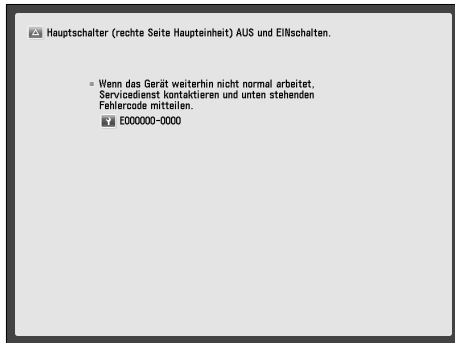 Hauptschalter (rechte Seite Haupteinheit) AUS und EINschalten.
Wenn das Gerät weiterhin nicht normal arbeitet,
Servicedienst kontaktieren und unten stehenden
Fehlercode mitteilen.
E000000-0000